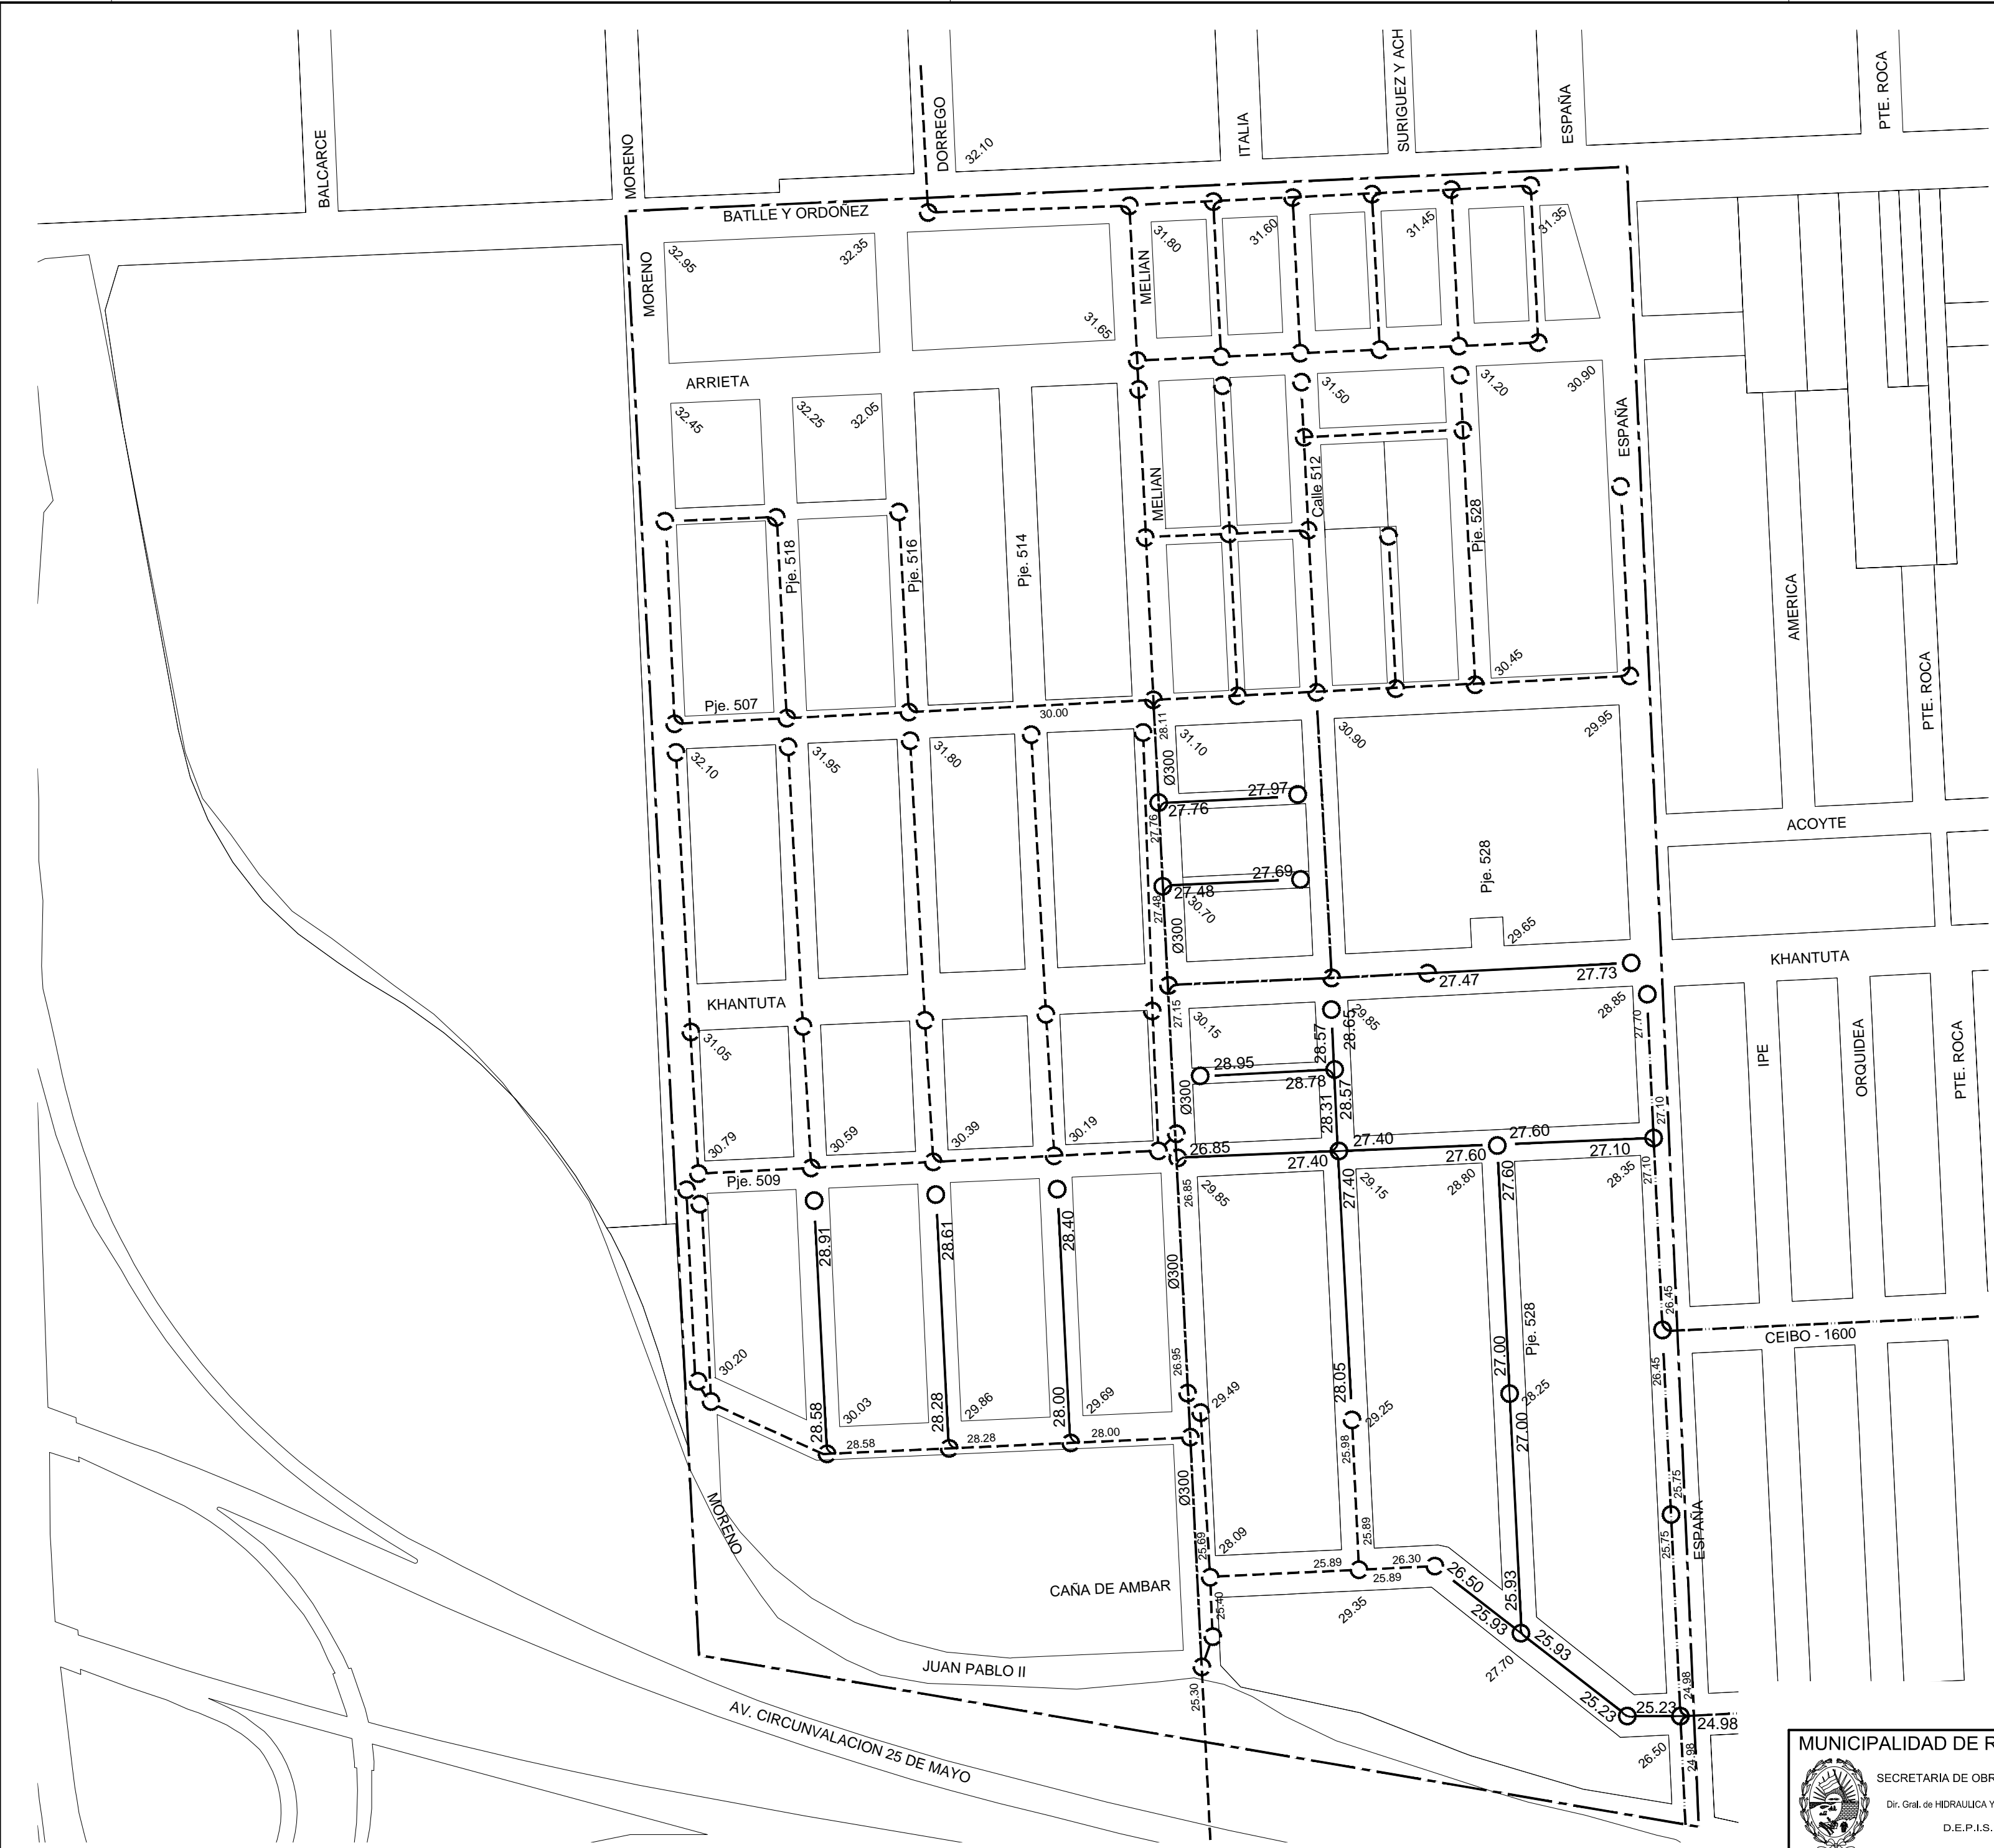 BALCARCE
MORENO
DORREGO
32.10
ITALIA
SURIGUEZ Y ACH
ESPAÑA
PTE. ROCA
BATLLE Y ORDOÑEZ
MORENO
32.95
32.35
31.65
MELIAN
31.80
31.60
31.45
31.35
ARRIETA
32.45
32.25
32.05
31.50
31.20
30.90
ESPAÑA
MELIAN
Calle 512
Pje. 528
Pje. 518
Pje. 516
Pje. 514
AMERICA
PTE. ROCA
30.45
Pje. 507
30.00
28.11
31.10
30.90
29.95
32.10
31.95
31.80
Ø300
27.97
27.76
27.76
ACOYTE
Pje. 528
27.69
27.48
27.48
30.70
Ø300
29.65
KHANTUTA
27.47
27.73
KHANTUTA
27.15
30.15
28.65
29.85
28.85
27.70
31.05
28.57
28.95
28.78
28.57
28.31
Ø300
IPE
ORQUIDEA
PTE. ROCA
27.10
30.79
30.59
30.39
30.19
26.85
27.40
27.40
27.60
27.60
27.10
Pje. 509
26.85
29.85
27.40
29.15
28.80
27.60
28.35
27.10
28.91
28.61
28.40
Ø300
26.45
CEIBO - 1600
Pje. 528
27.00
30.20
26.95
28.05
26.45
28.58
30.03
28.28
29.86
28.00
29.69
29.49
29.25
28.25
27.00
28.58
28.28
28.00
25.98
MORENO
Ø300
25.75
25.75
ESPAÑA
25.69
28.09
25.89
25.89
26.30
25.89
26.50
25.93
CAÑA DE AMBAR
25.40
29.35
25.93
25.93
27.70
JUAN PABLO II
25.30
24.98
25.23
25.23
24.98
26.50
24.98
AV. CIRCUNVALACION 25 DE MAYO
MUNICIPALIDAD DE R
SECRETARIA DE OBR
Dir. Gral. de HIDRAULICA Y
D.E.P.I.S.